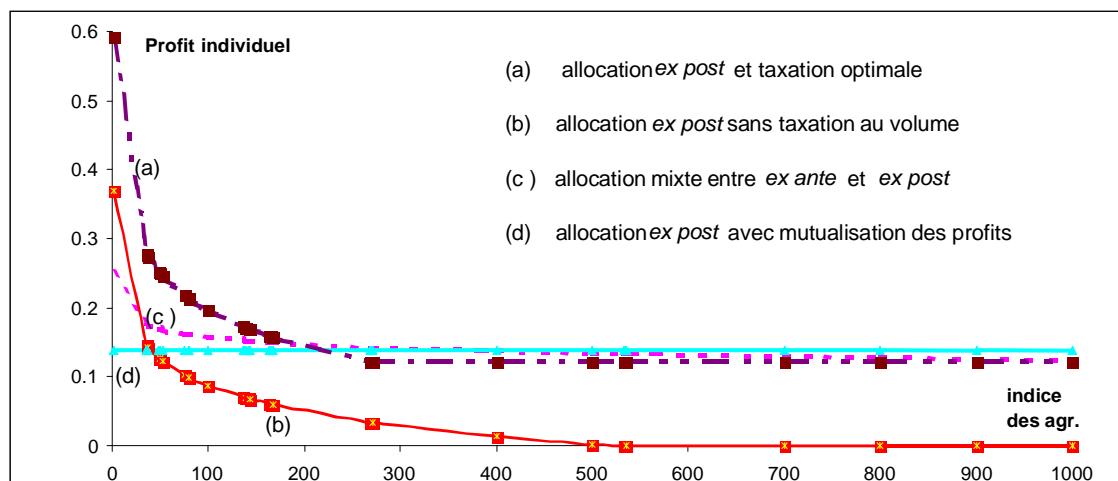 0.6
Profit individuel
(a) allocation ex post et taxation optimale
0.5
(b) allocation ex post sans taxation au volume
0.4
(a)
(c ) allocation mixte entre ex ante et ex post
0.3
(d) allocation ex post avec mutualisation des profits
0.2
(c )
0.1
(d)
indice
des agr.
(b)
0
0 100 200 300 400 500 600 700 800 900 1000